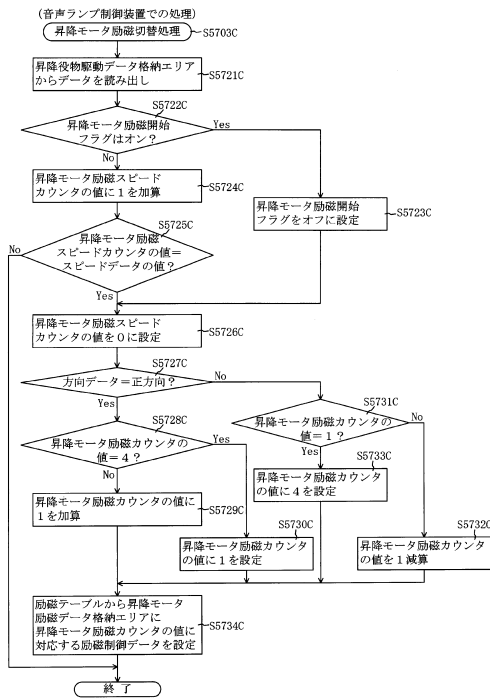 (音声ランプ制御装置での処理)
昇降モータ励磁切替処理
S5703C
昇降役物駆動データ格納エリア
からデータを読み出し
S5721C
S5722C
昇降モータ励磁開始
フラグはオン?
Yes
No
昇降モータ励磁スピード
カウンタの値に1を加算
S5724C
昇降モータ励磁開始
フラグをオフに設定
S5723C
S5725C
昇降モータ励磁
スピードカウンタの値=
スピードデータの値?
No
Yes
昇降モータ励磁スピード
カウンタの値を0に設定
S5726C
S5727C
方向データ=正方向?
No
Yes
S5731C
昇降モータ励磁カウンタの
値=1?
No
Yes
S5728C
昇降モータ励磁カウンタの
値=4?
Yes
No
S5733C
昇降モータ励磁カウンタ
の値に4を設定
昇降モータ励磁カウンタの値に
1を加算
S5729C
S5730C
昇降モータ励磁カウンタ
の値に1を設定
S5732C
昇降モータ励磁カウンタ
の値を1減算
励磁テーブルから昇降モータ
励磁データ格納エリアに
昇降モータ励磁カウンタの値に
対応する励磁制御データを設定
S5734C
終了